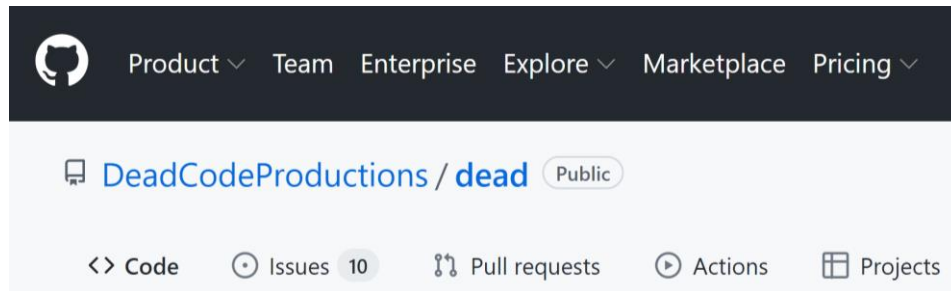 Product Team Enterprise Explore Marketplace Pricing
DeadCodeProductions / dead Public
<> Code Issues 10 Pull requests Actions Projects